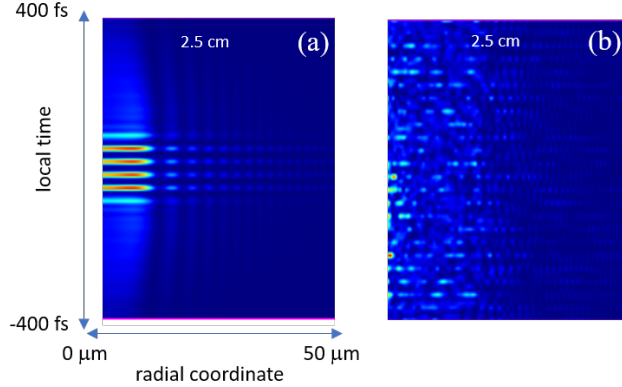 400 fs
2.5 cm
(a)
2.5 cm
(b)
local time
-400 fs
0 µm
50 µm
radial coordinate